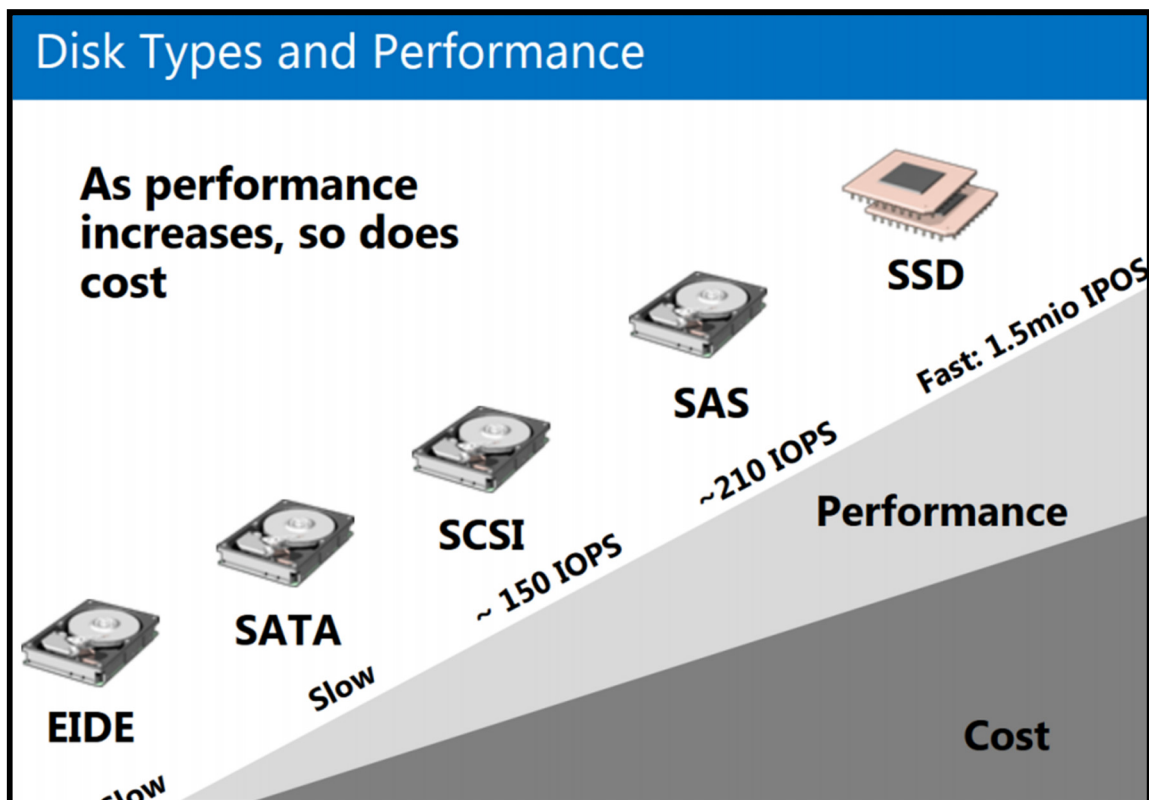 Disk Types and Performance
As performance
increases, so does
cost
SSD
Fast: 1.5mio IPOS
SAS
~210 IOPS
Performance
SCSI
~ 150 IOPS
SATA
Slow
EIDE
Cost
Slow